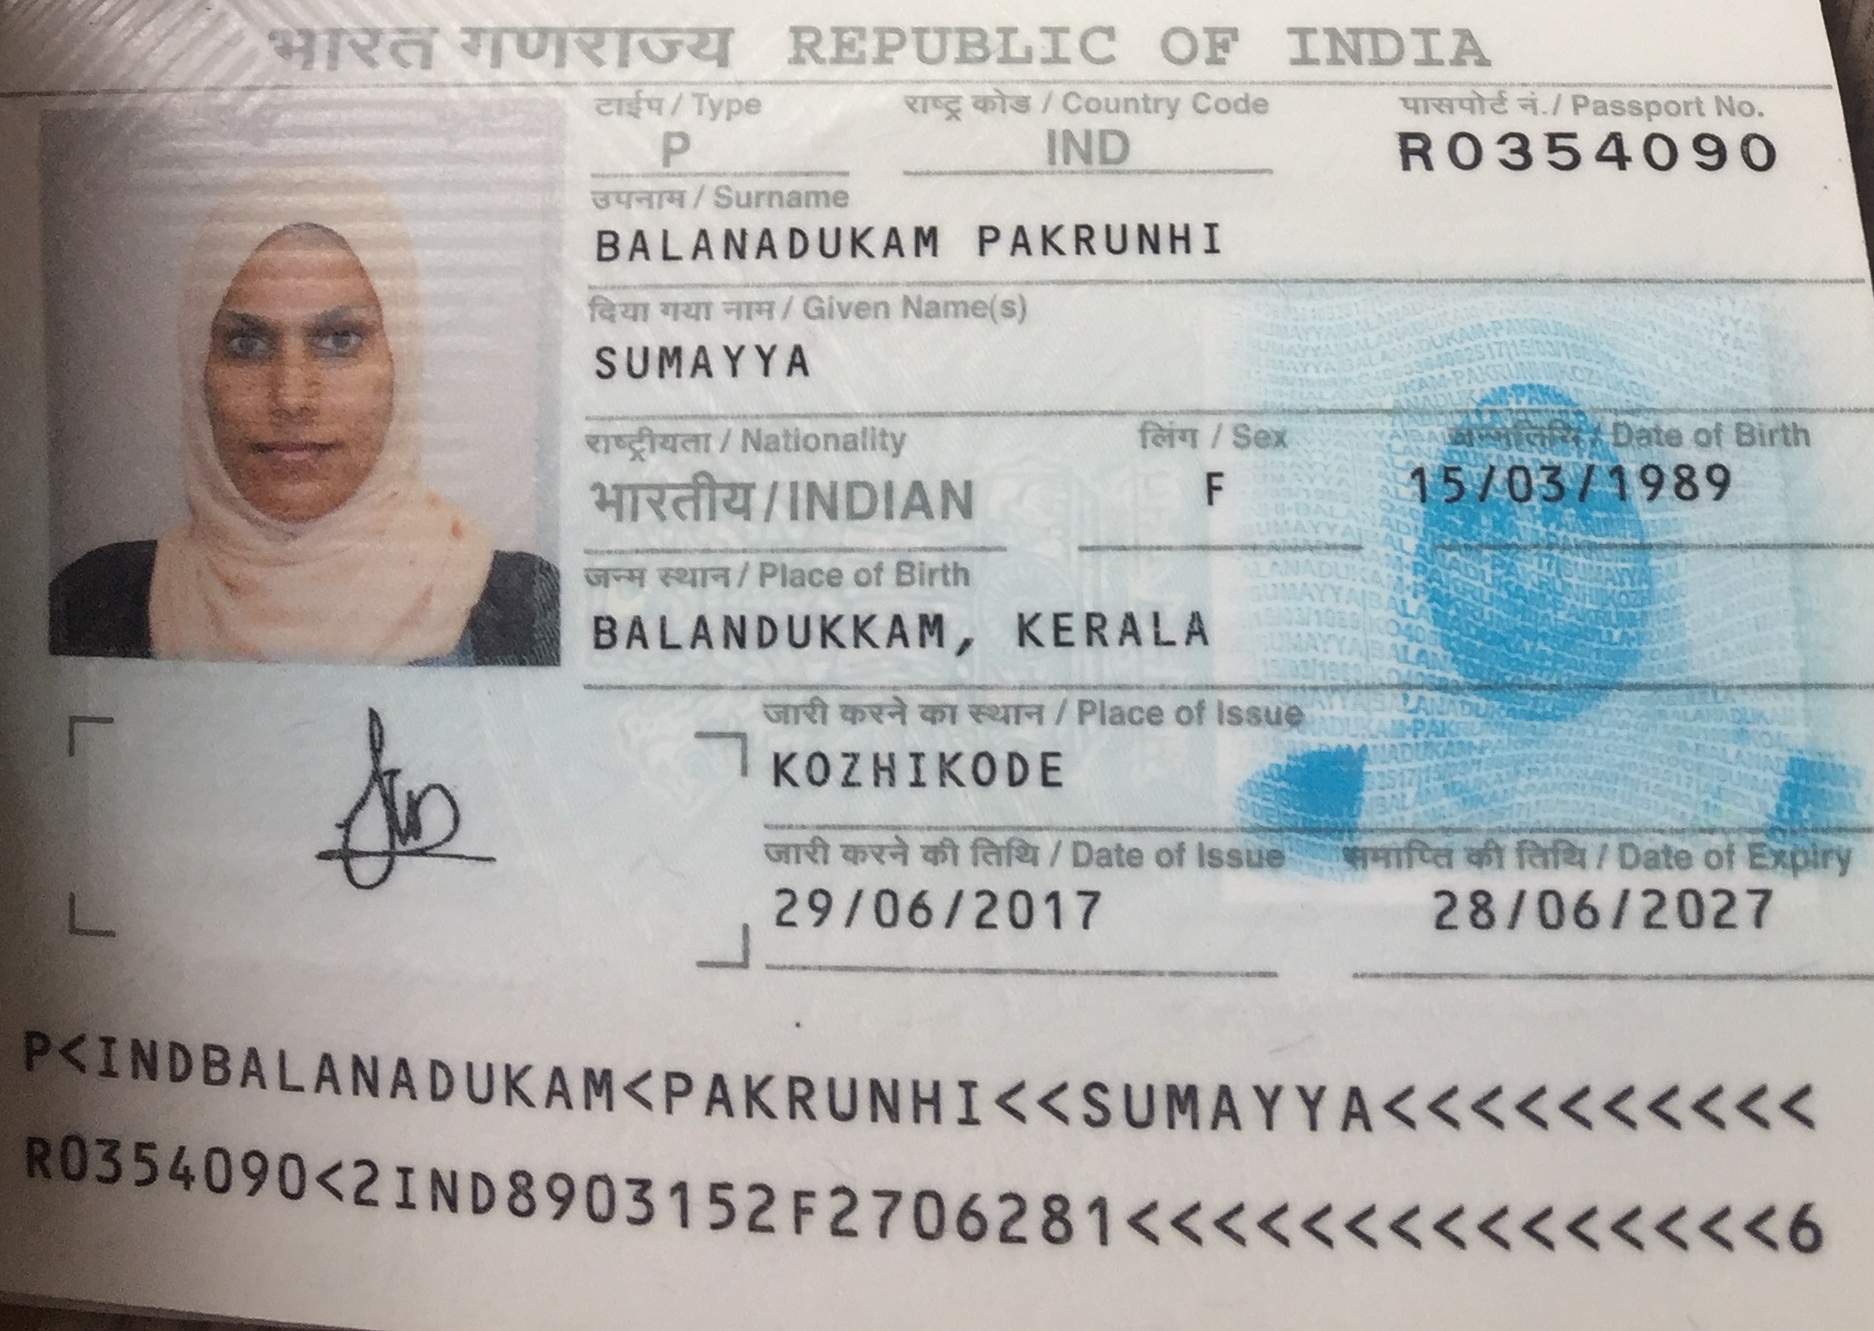 भारत गणराज्य REPUBLIC OF INDIA
टाईप / Type राष्ट्र कोड / Country Code पासपोर्ट नं. / Passport No.
P IND R0354090
उपनाम / Surname
BALANADUKAM PAKRUNHI
दिया गया नाम / Given Name(s)
SUMAYYA
राष्ट्रीयता / Nationality लिंग / Sex जन्मतिथि / Date of Birth
भारतीय / INDIAN F 15/03/1989
जन्म स्थान / Place of Birth
BALANDUKKAM, KERALA
जारी करने का स्थान / Place of Issue
KOZHIKODE
जारी करने की तिथि / Date of Issue समाप्ति की तिथि / Date of Expiry
29/06/2017 28/06/2027
P<INDBALANADUKAM<PAKRUNHI<<SUMAYYA<<<<<<<<<<
R0354090<2IND8903152F2706281<<<<<<<<<<<<<<<6